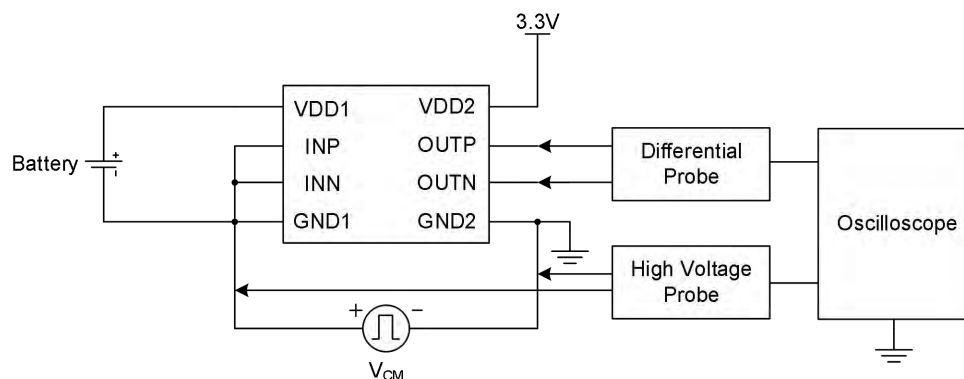 3.3V
VDD1 VDD2
INP OUTP
INN OUTN
GND1 GND2
Battery
+
-
Differential
Probe
Oscilloscope
High Voltage
Probe
+ -
VCM